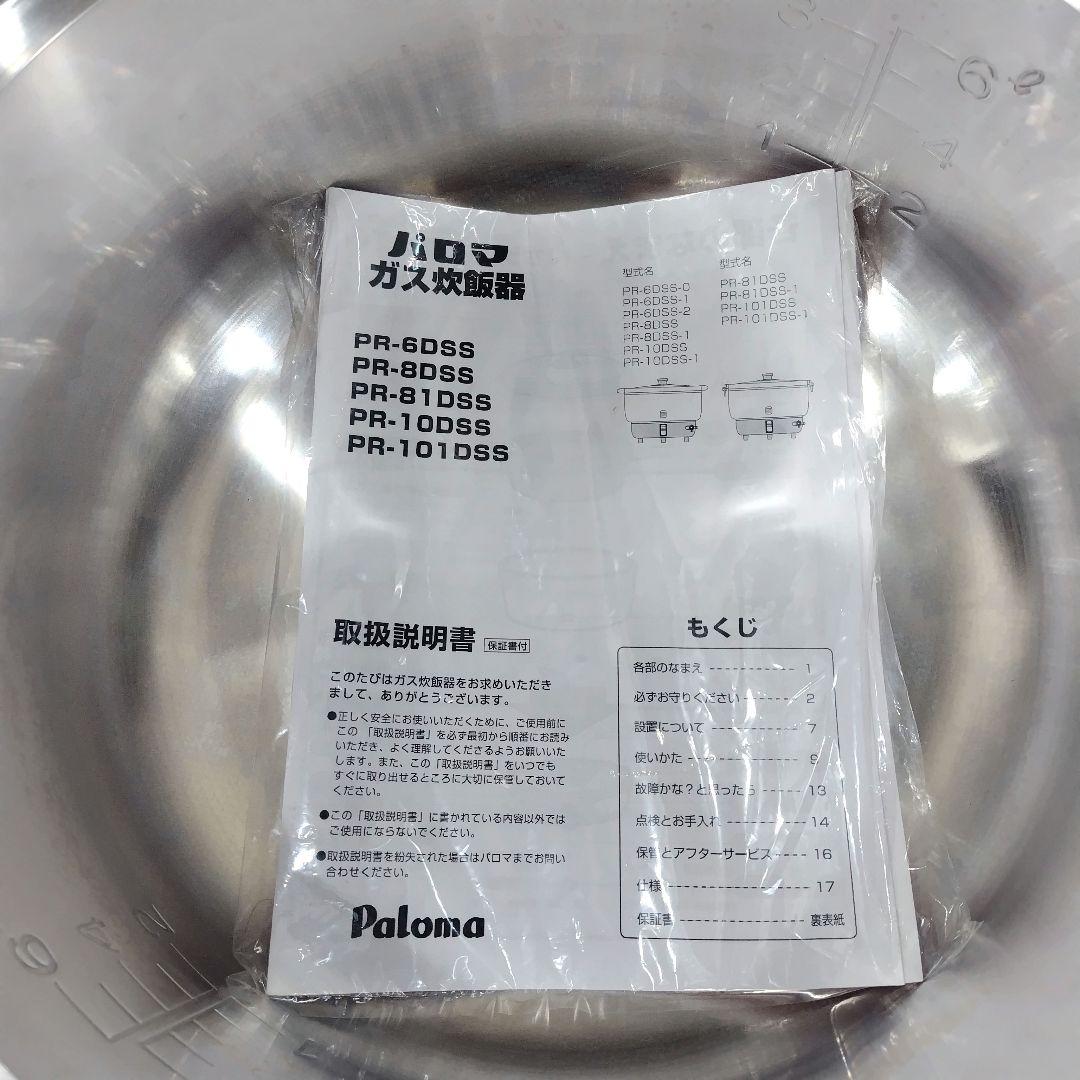 3
6ℓ
1
4
2
パロマ
ガス炊飯器
PR-6DSS
PR-8DSS
PR-81DSS
PR-10DSS
PR-101DSS
型式名
PR-6DSS-0
PR-6DSS-1
PR-6DSS-2
PR-8DSS
PR-8DSS-1
PR-10DSS
PR-10DSS-1
型式名
PR-81DSS
PR-81DSS-1
PR-101DSS
PR-101DSS-1
取扱説明書 保証書付
このたびはガス炊飯器をお求めいただき
まして、ありがとうございます。
●正しく安全にお使いいただくために、ご使用前に
この「取扱説明書」を必ず最初から順番にお読み
いただき、よく理解してくださるようお願いいた
します。また、この「取扱説明書」をいつでも
すぐに取り出せるところに大切に保管しておいて
ください。
●この「取扱説明書」に書かれている内容以外では
ご使用にならないでください。
●取扱説明書を紛失された場合はパロマまでお問い
合わせください。
Paloma
もくじ
各部のなまえ ----------- 1
必ずお守りください ------- 2
設置について ----------- 7
使いかた -------------- 9
故障かな?と思ったら ----- 13
点検とお手入れ --------- 14
保管とアフターサービス---- 16
仕様 ----------------- 17
保証書 --------------- 裏表紙
2
4
6